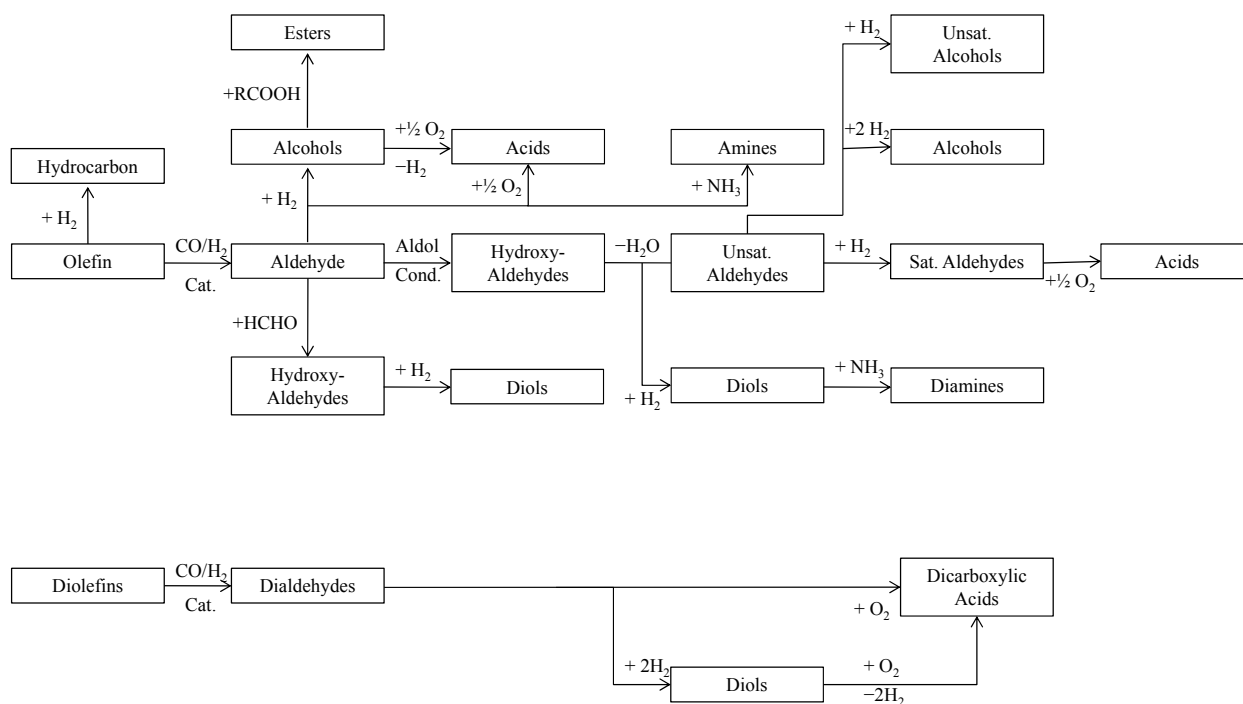 Esters
+ H₂
Unsat.
Alcohols
+RCOOH
Alcohols
+½ O₂
−H₂
Acids
Amines
+2 H₂
Alcohols
Hydrocarbon
+ H₂
+ H₂
+½ O₂
+ NH₃
Olefin
CO/H₂
Cat.
Aldehyde
Aldol
Cond.
Hydroxy-
Aldehydes
−H₂O
Unsat.
Aldehydes
+ H₂
Sat. Aldehydes
+½ O₂
Acids
+HCHO
Hydroxy-
Aldehydes
+ H₂
Diols
+ H₂
Diols
+ NH₃
Diamines
Diolefins
CO/H₂
Cat.
Dialdehydes
+ O₂
Dicarboxylic
Acids
+ 2H₂
Diols
+ O₂
−2H₂